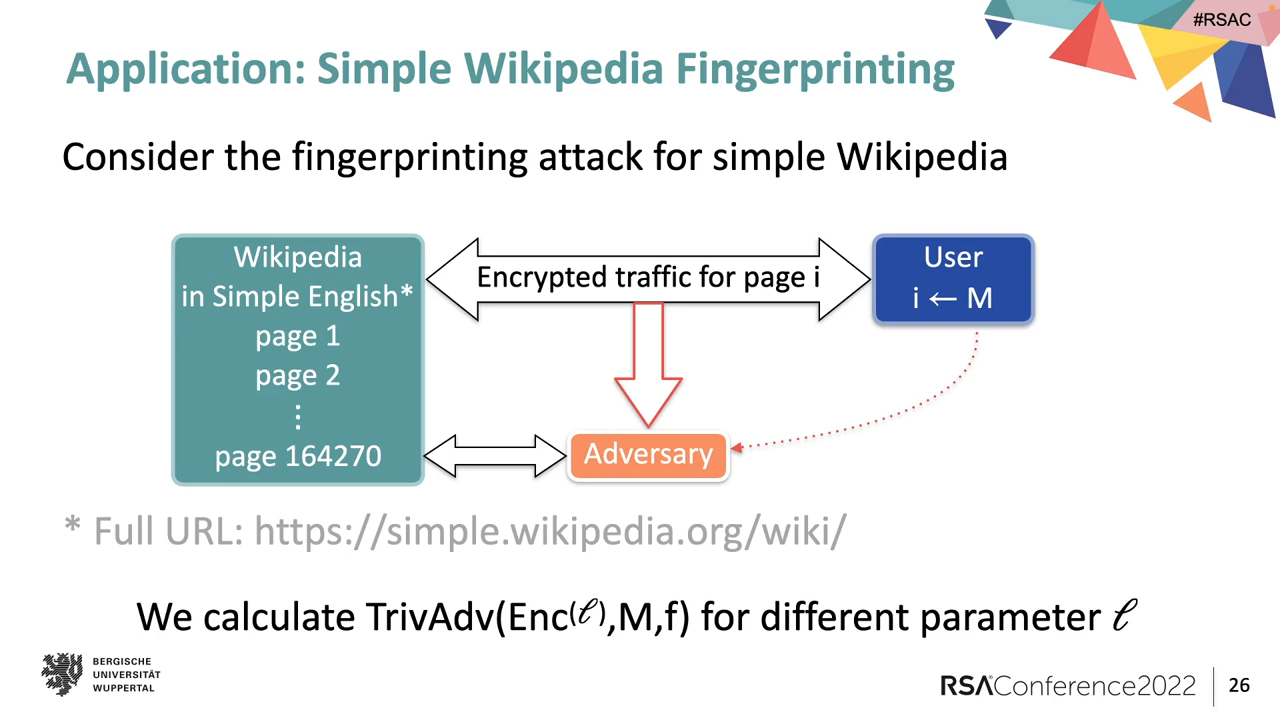 #RSAC
Application: Simple Wikipedia Fingerprinting
Consider the fingerprinting attack for simple Wikipedia
Wikipedia
in Simple English*
page 1
page 2
⋮
page 164270
Encrypted traffic for page i
User
i ← M
Adversary
* Full URL: https://simple.wikipedia.org/wiki/
We calculate TrivAdv(Enc⁽ℓ⁾,M,f) for different parameter ℓ
BERGISCHE
UNIVERSITÄT
WUPPERTAL
RSAConference2022
26